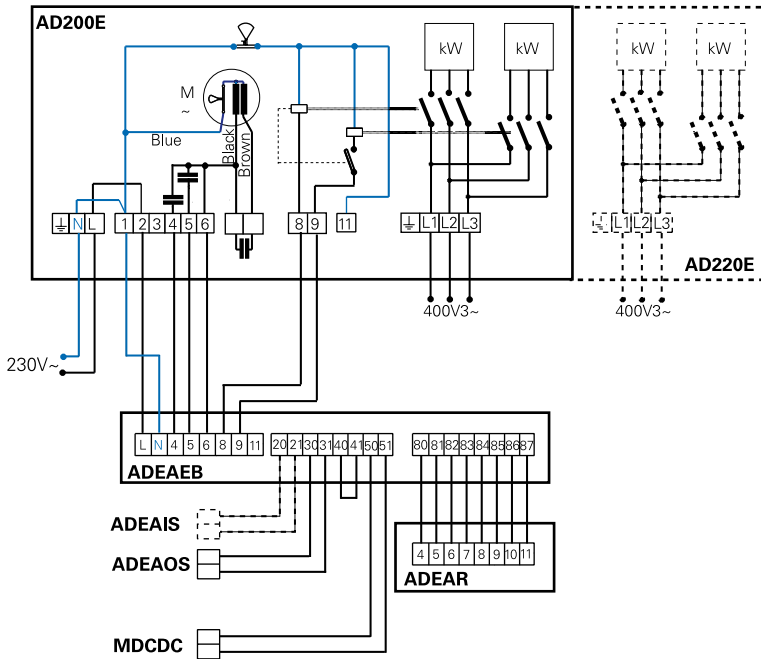 AD200E
kW
kW
kW
kW
M
~
Blue
Black
Brown
N
L
1
2
3
4
5
6
8
9
11
L1
L2
L3
L1
L2
L3
AD220E
400V3~
400V3~
230V~
L
N
4
5
6
8
9
11
20
21
30
31
40
41
50
51
80
81
82
83
84
85
86
87
ADEAEB
ADEAIS
ADEAOS
4
5
6
7
8
9
10
11
ADEAR
MDCDC